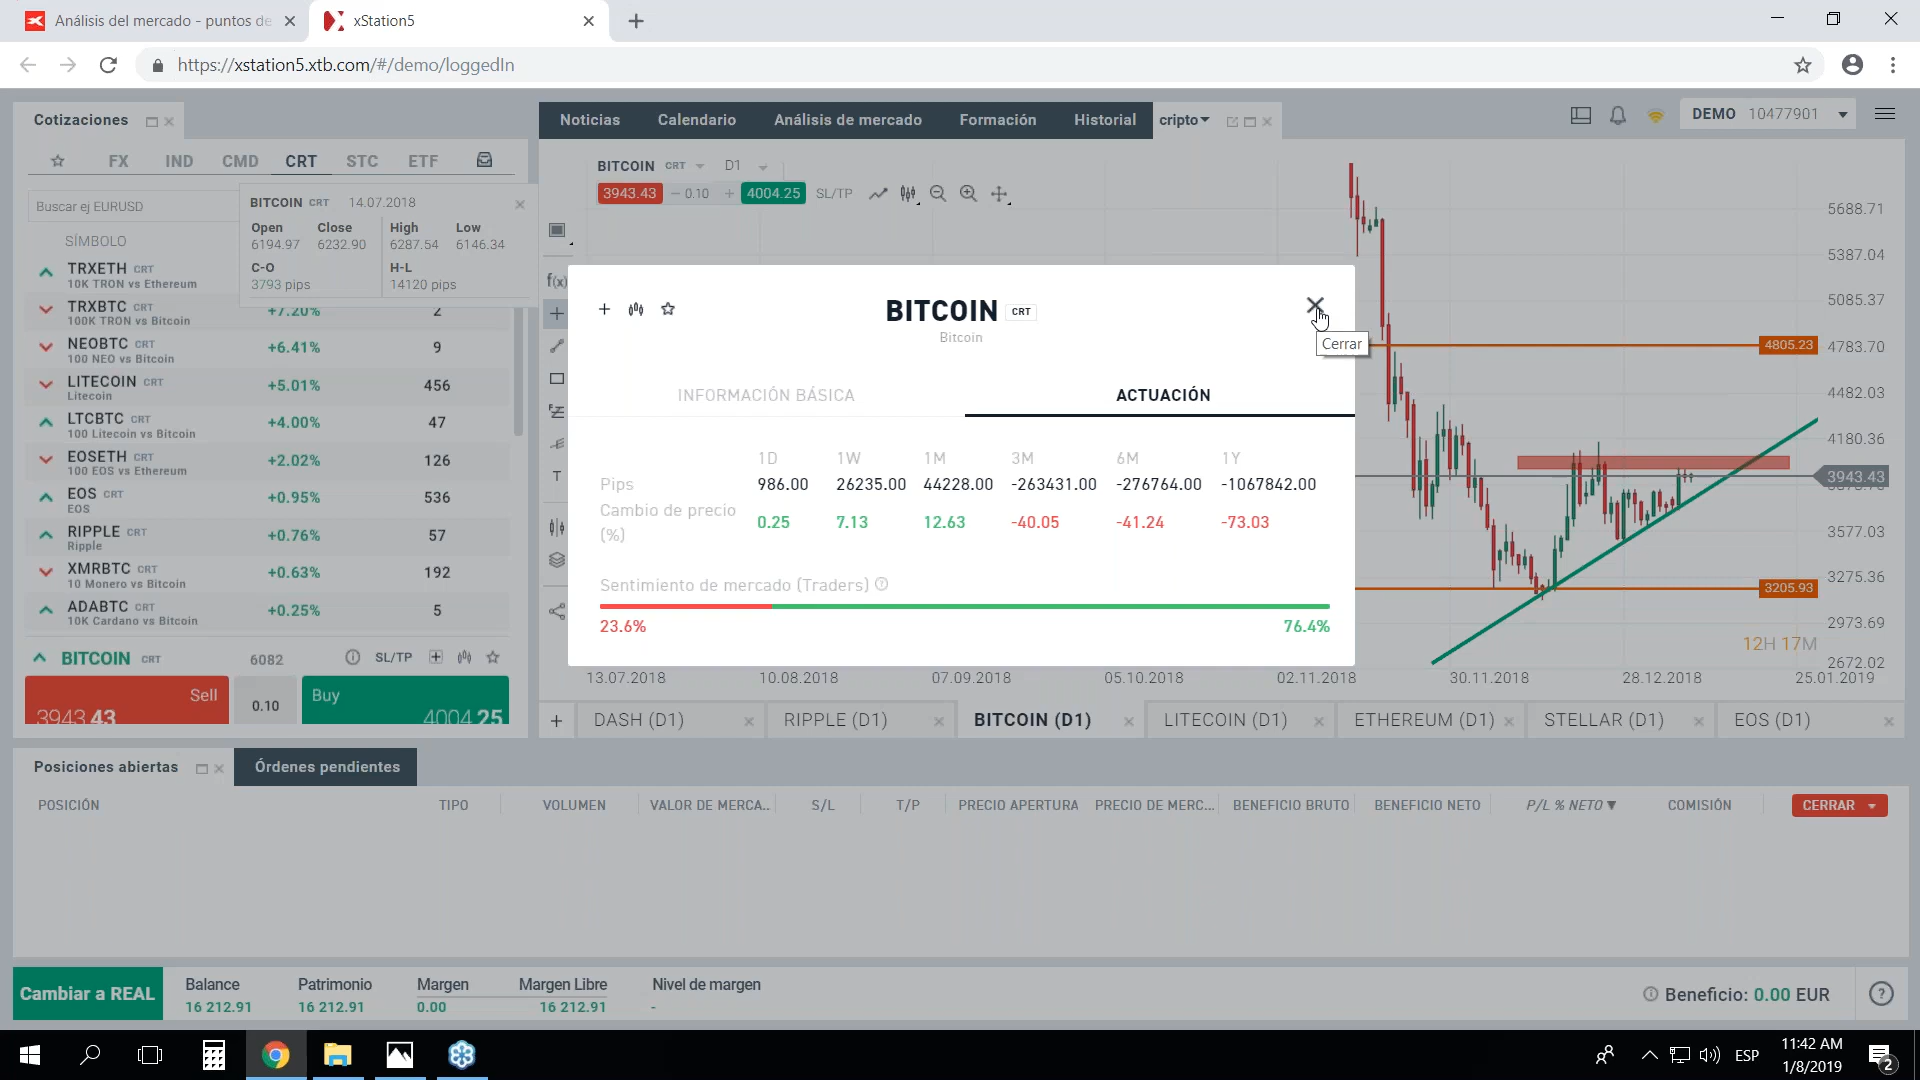 Análisis del mercado - puntos de
xStation5
https://xstation5.xtb.com/#/demo/loggedIn
Cotizaciones
Noticias Calendario Análisis de mercado Formación Historial cripto
DEMO 10477901
FX IND CMD CRT STC ETF
Buscar ej EURUSD
SÍMBOLO
BITCOIN CRT 14.07.2018
Open Close High Low
6194.97 6232.90 6287.54 6146.34
C-O H-L
3793 pips 14120 pips
TRXETH CRT
10K TRON vs Ethereum
TRXBTC CRT +7.20% 2
100K TRON vs Bitcoin
NEOBTC CRT +6.41% 9
100 NEO vs Bitcoin
LITECOIN CRT +5.01% 456
Litecoin
LTCBTC CRT +4.00% 47
100 Litecoin vs Bitcoin
EOSETH CRT +2.02% 126
100 EOS vs Ethereum
EOS CRT +0.95% 536
EOS
RIPPLE CRT +0.76% 57
Ripple
XMRBTC CRT +0.63% 192
10 Monero vs Bitcoin
ADABTC CRT +0.25% 5
10K Cardano vs Bitcoin
BITCOIN CRT 6082 SL/TP
Sell 0.10 Buy
3943.43 4004.25
BITCOIN CRT D1
3943.43 − 0.10 + 4004.25 SL/TP
f(x)
T
BITCOIN CRT
Bitcoin
Cerrar
INFORMACIÓN BÁSICA ACTUACIÓN
1D 1W 1M 3M 6M 1Y
Pips 986.00 26235.00 44228.00 -263431.00 -276764.00 -1067842.00
Cambio de precio
(%)
0.25 7.13 12.63 -40.05 -41.24 -73.03
Sentimiento de mercado (Traders)
23.6% 76.4%
5688.71
5387.04
5085.37
4805.23
4783.70
4482.03
4180.36
3943.43
3577.03
3275.36
3205.93
2973.69
12H 17M
2672.02
13.07.2018 10.08.2018 07.09.2018 05.10.2018 02.11.2018 30.11.2018 28.12.2018 25.01.2019
DASH (D1) RIPPLE (D1) BITCOIN (D1) LITECOIN (D1) ETHEREUM (D1) STELLAR (D1) EOS (D1)
Posiciones abiertas Órdenes pendientes
POSICIÓN TIPO VOLUMEN VALOR DE MERCA.. S/L T/P PRECIO APERTURA PRECIO DE MERC... BENEFICIO BRUTO BENEFICIO NETO P/L % NETO ▼ COMISIÓN CERRAR
Cambiar a REAL
Balance Patrimonio Margen Margen Libre Nivel de margen
16 212.91 16 212.91 0.00 16 212.91 -
Beneficio: 0.00 EUR
ESP
11:42 AM
1/8/2019
2